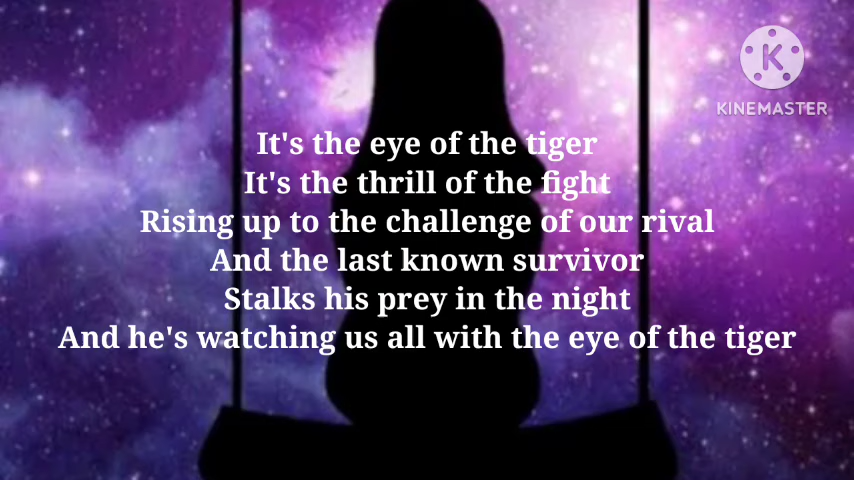 KINEMASTER
It's the eye of the tiger
It's the thrill of the fight
Rising up to the challenge of our rival
And the last known survivor
Stalks his prey in the night
And he's watching us all with the eye of the tiger